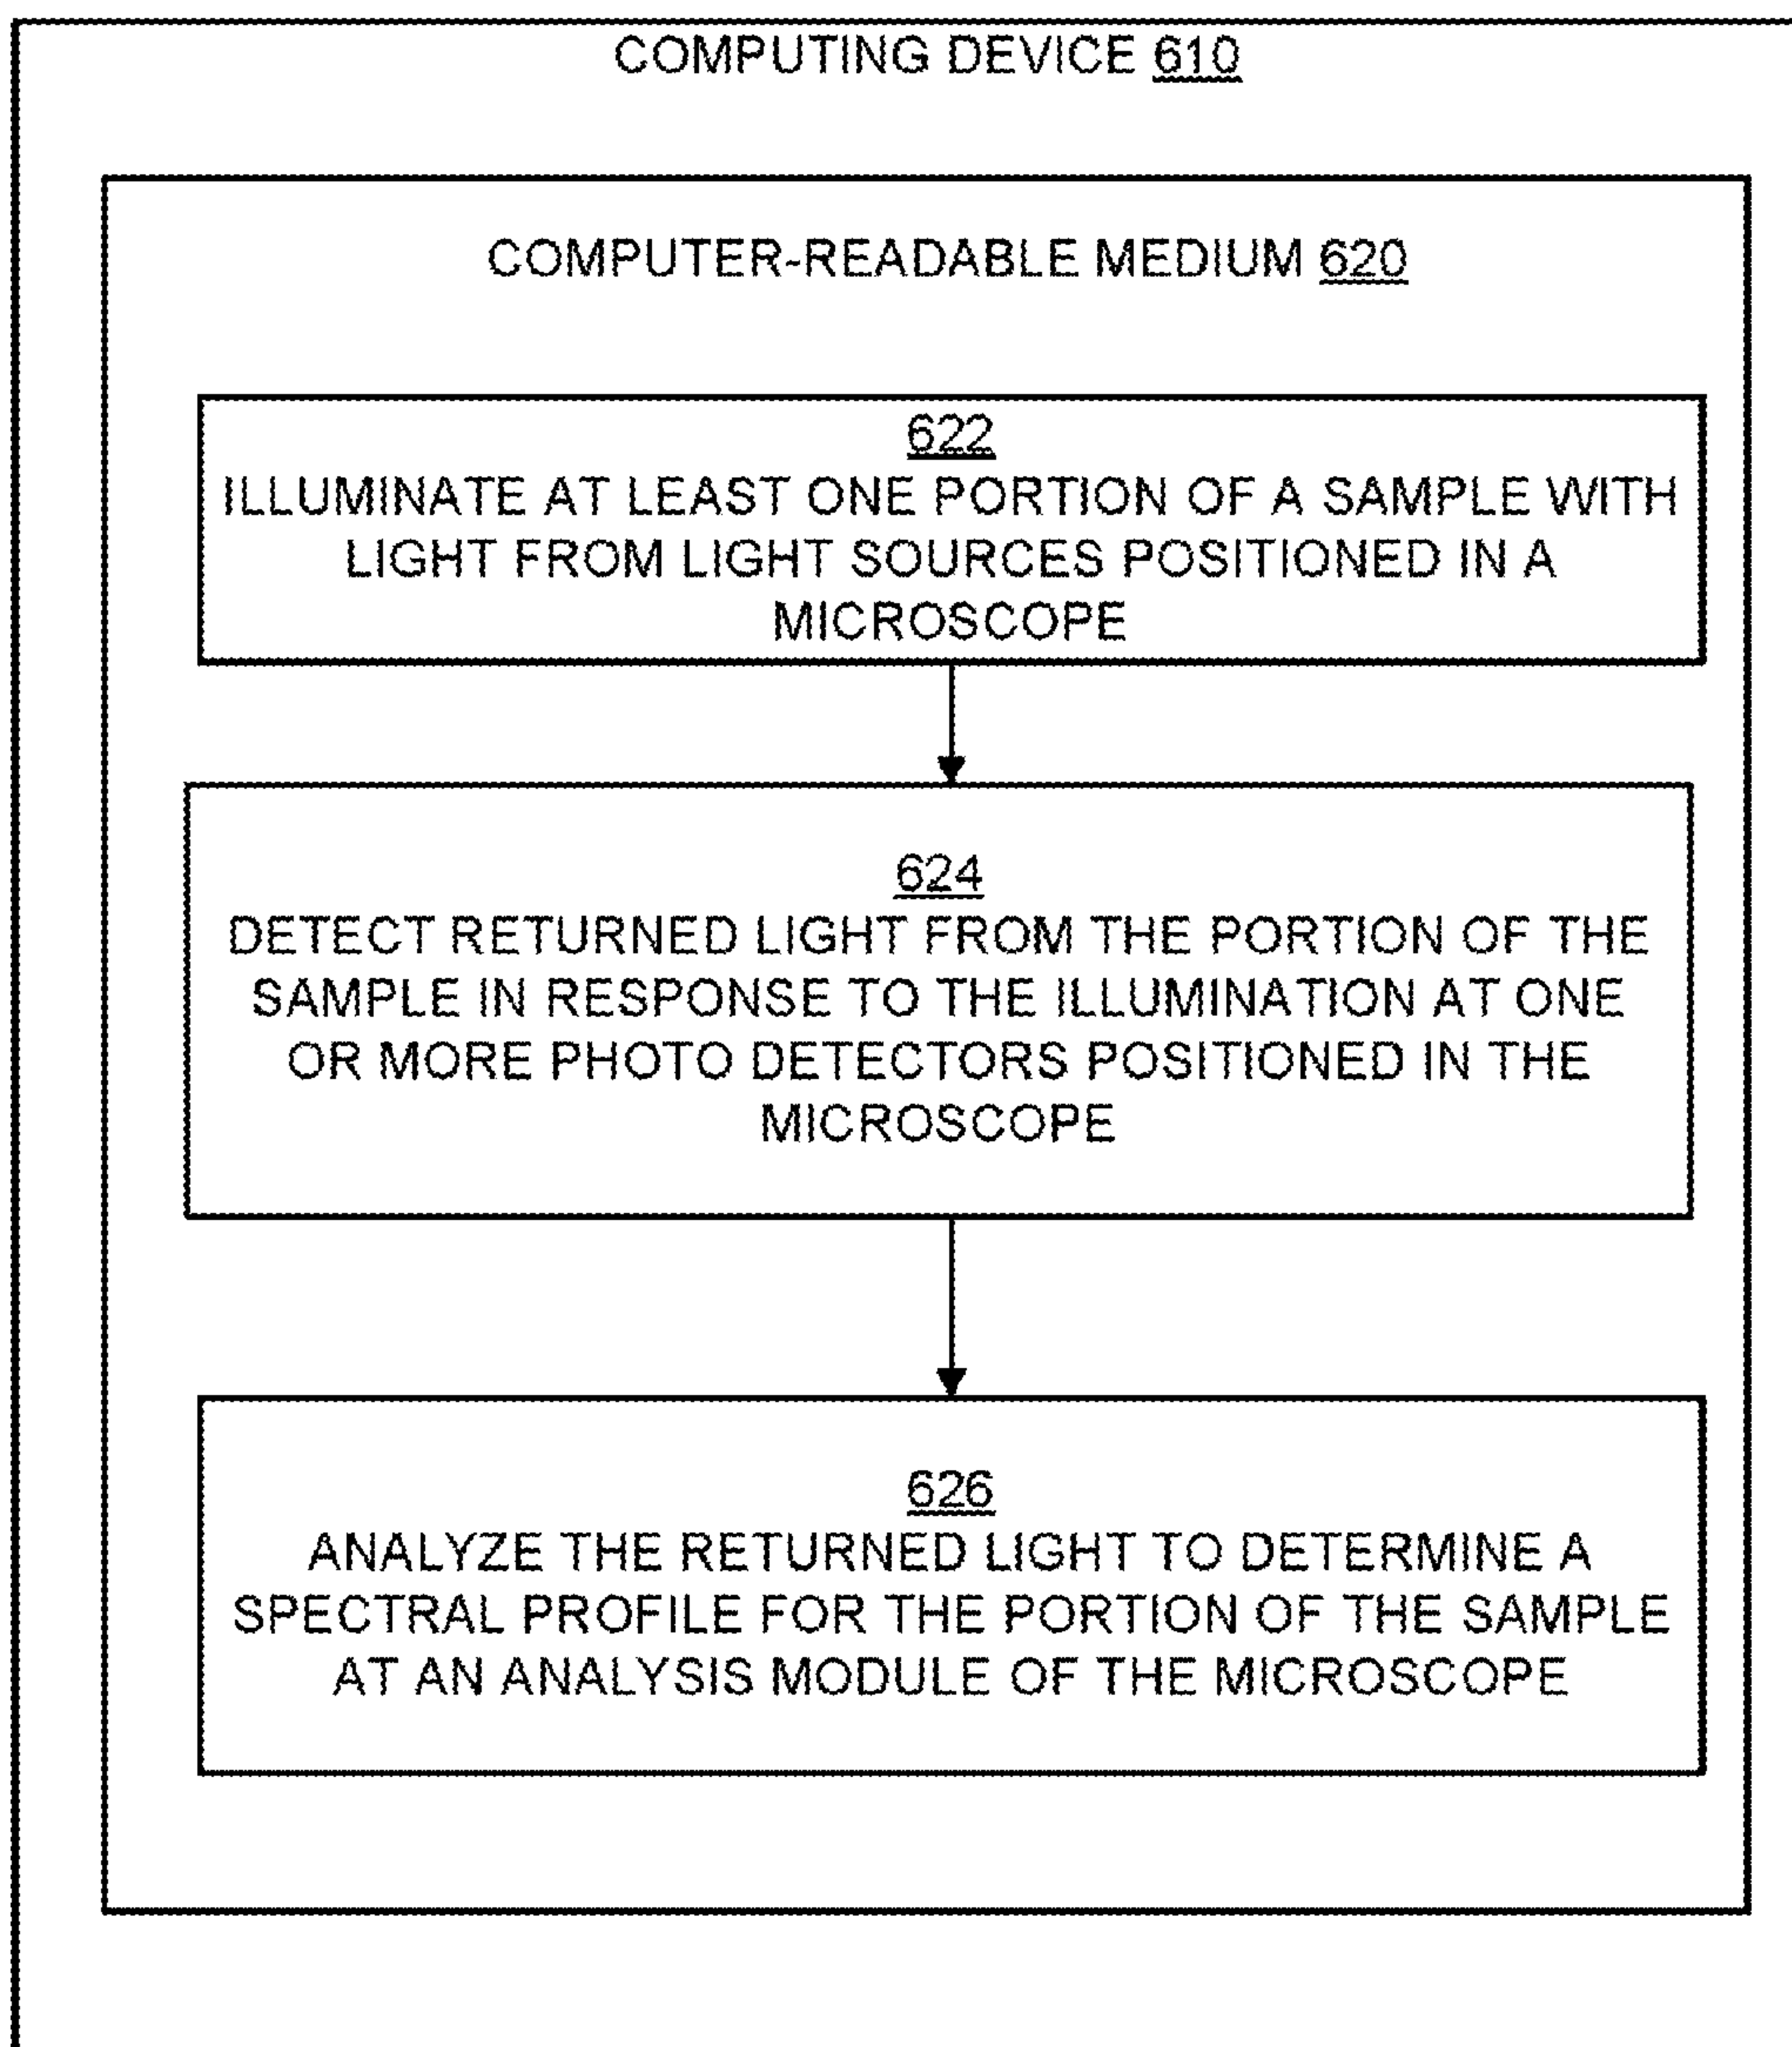 COMPUTING DEVICE 610
COMPUTER-READABLE MEDIUM 620
622
ILLUMINATE AT LEAST ONE PORTION OF A SAMPLE WITH
LIGHT FROM LIGHT SOURCES POSITIONED IN A
MICROSCOPE
624
DETECT RETURNED LIGHT FROM THE PORTION OF THE
SAMPLE IN RESPONSE TO THE ILLUMINATION AT ONE
OR MORE PHOTO DETECTORS POSITIONED IN THE
MICROSCOPE
626
ANALYZE THE RETURNED LIGHT TO DETERMINE A
SPECTRAL PROFILE FOR THE PORTION OF THE SAMPLE
AT AN ANALYSIS MODULE OF THE MICROSCOPE